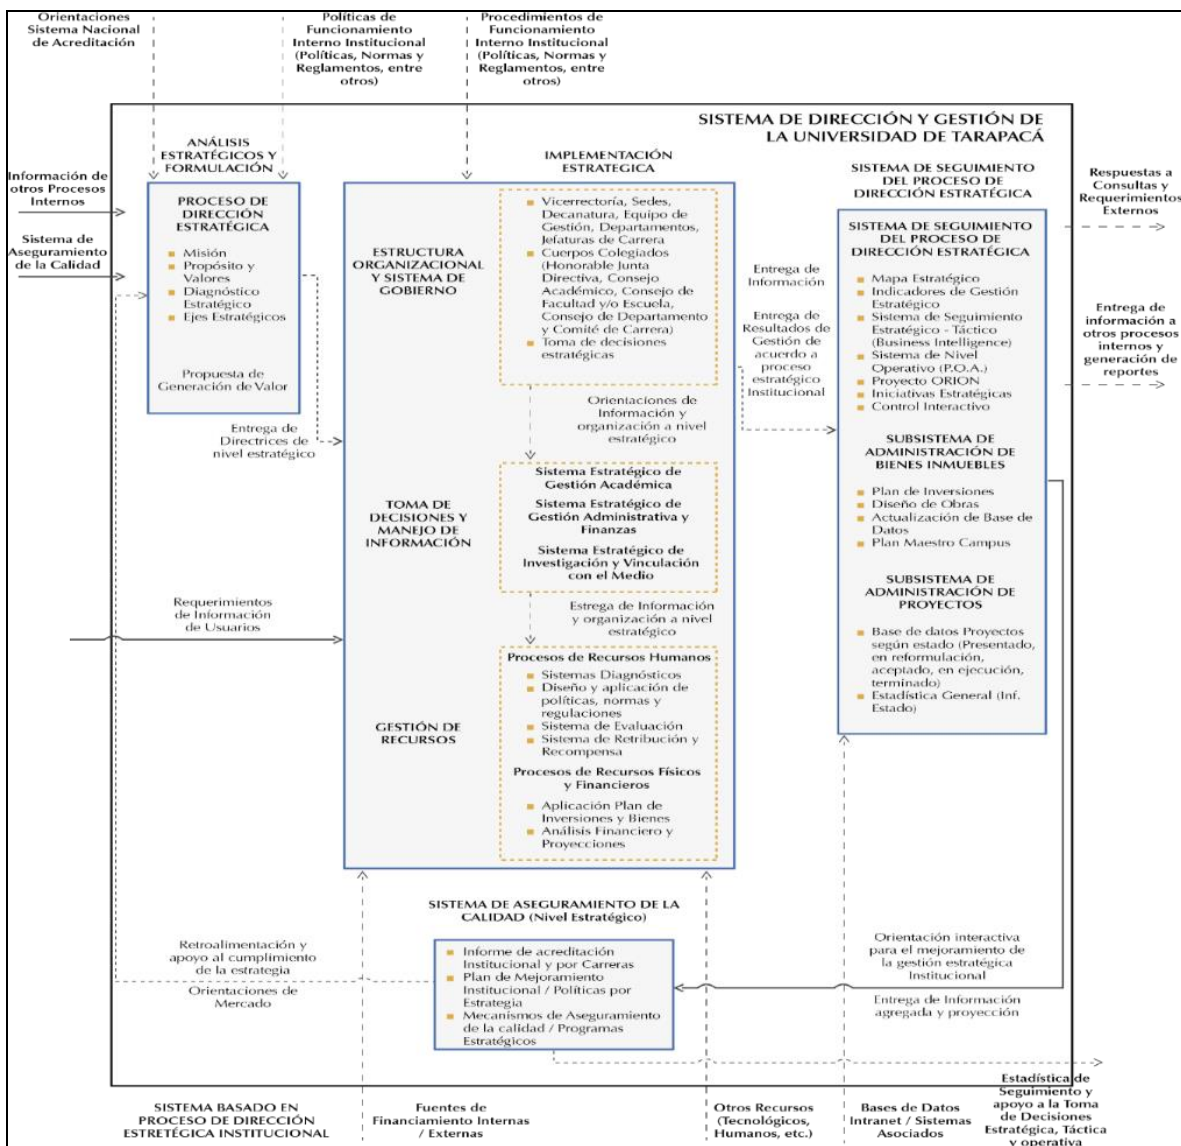 Orientaciones
Sistema Nacional
de Acreditación
Políticas de
Funcionamiento
Interno Institucional
(Políticas, Normas y
Reglamentos, entre
otros)
Procedimientos de
Funcionamiento
Interno Institucional
(Políticas, Normas y
Reglamentos, entre
otros)
SISTEMA DE DIRECCIÓN Y GESTIÓN DE
LA UNIVERSIDAD DE TARAPACÁ
Información de
otros Procesos
Internos
Sistema de
Aseguramiento
de la Calidad
ANÁLISIS
ESTRATÉGICOS Y
FORMULACIÓN
PROCESO DE
DIRECCIÓN
ESTRATÉGICA
Misión
Propósito y
Valores
Diagnóstico
Estratégico
Ejes Estratégicos
Propuesta de
Generación de Valor
Entrega de
Directrices de
nivel estratégico
IMPLEMENTACIÓN
ESTRATEGICA
ESTRUCTURA
ORGANIZACIONAL
Y SISTEMA DE
GOBIERNO
Vicerrectoría, Sedes,
Decanatura, Equipo de
Gestión, Departamentos,
Jefaturas de Carrera
Cuerpos Colegiados
(Honorable Junta
Directiva, Consejo
Académico, Consejo de
Facultad y/o Escuela,
Consejo de Departamento
y Comité de Carrera)
Toma de decisiones
estratégicas
Orientaciones de
Información y
organización a nivel
estratégico
TOMA DE
DECISIONES Y
MANEJO DE
INFORMACIÓN
Sistema Estratégico de
Gestión Académica
Sistema Estratégico de
Gestión Administrativa y
Finanzas
Sistema Estratégico de
Investigación y Vinculación
con el Medio
Requerimientos
de Información
de Usuarios
Estrega de Información
y organización a nivel
estratégico
GESTIÓN DE
RECURSOS
Procesos de Recursos Humanos
Sistemas Diagnósticos
Diseño y aplicación de
políticas, normas y
regulaciones
Sistema de Evaluación
Sistema de Retribución y
Recompensa
Procesos de Recursos Físicos
y Financieros
Aplicación Plan de
Inversiones y Bienes
Análisis Financiero y
Proyecciones
Entrega de
Información
Entrega de
Resultados de
Gestión de
acuerdo a
proceso
estratégico
Institucional
SISTEMA DE SEGUIMIENTO
DEL PROCESO DE
DIRECCIÓN ESTRATÉGICA
SISTEMA DE SEGUIMIENTO
DEL PROCESO DE
DIRECCIÓN ESTRATÉGICA
Mapa Estratégico
Indicadores de Gestión
Estratégico
Sistema de Seguimiento
Estratégico - Táctico
(Business Intelligence)
Sistema de Nivel
Operativo (P.O.A.)
Proyecto ORION
Iniciativas Estratégicas
Control Interactivo
SUBSISTEMA DE
ADMINISTRACIÓN DE
BIENES INMUEBLES
Plan de Inversiones
Diseño de Obras
Actualización de Base de
Datos
Plan Maestro Campus
SUBSISTEMA DE
ADMINISTRACIÓN DE
PROYECTOS
Base de datos Proyectos
según estado (Presentado,
en reformulación,
aceptado, en ejecución,
terminado)
Estadística General (Inf.
Estado)
Respuestas a
Consultas y
Requerimientos
Externos
Entrega de
información a
otros procesos
internos y
generación de
reportes
SISTEMA DE ASEGURAMIENTO DE LA
CALIDAD (Nivel Estratégico)
Informe de acreditación
Institucional y por Carreras
Plan de Mejoramiento
Institucional / Políticas por
Estrategia
Mecanismos de Aseguramiento
de la calidad / Programas
Estratégicos
Retroalimentación y
apoyo al cumplimiento
de la estrategia
Orientaciones de
Mercado
Orientación interactiva
para el mejoramiento de
la gestión estratégica
Institucional
Entrega de Información
agregada y proyección
SISTEMA BASADO EN
PROCESO DE DIRECCIÓN
ESTRETÉGICA INSTITUCIONAL
Fuentes de
Financiamiento Internas
/ Externas
Otros Recursos
(Tecnológicos,
Humanos, etc.)
Bases de Datos
Intranet / Sistemas
Asociados
Estadística de
Seguimiento y
apoyo a la Toma
de Decisiones
Estratégica, Táctica
y operativa